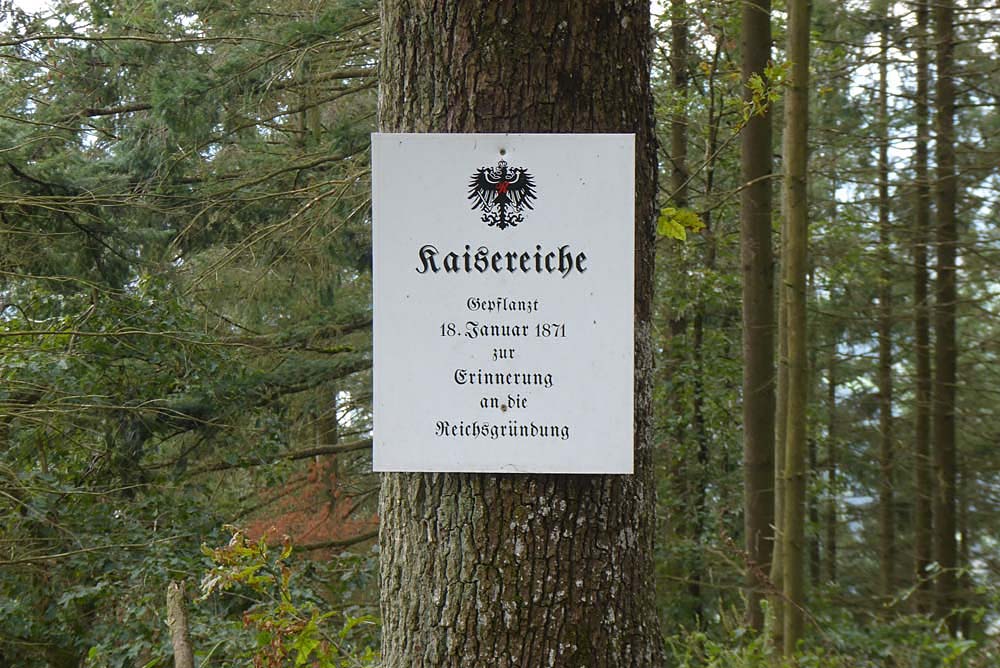 Kaisereiche
Gepflanzt
18. Januar 1871
zur
Erinnerung
an die
Reichsgründung